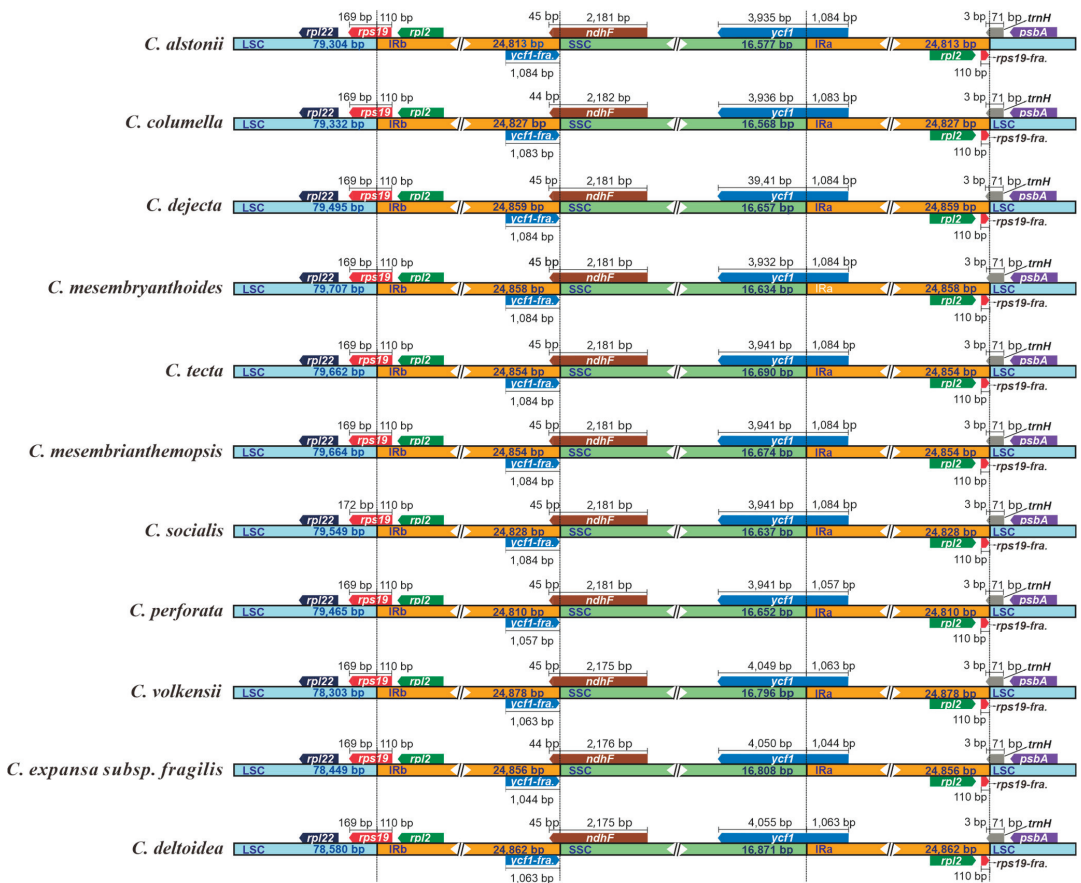 169 bp 110 bp 45 bp 2,181 bp 3,935 bp 1,084 bp 3 bp 71 bp trnH
rpl22 rps19 rpl2 ndhF ycf1 psbA
C. alstonii LSC 79,304 bp IRb 24,813 bp SSC 16,577 bp IRa 24,813 bp
ycf1-fra. rpl2 rps19-fra.
1,084 bp 110 bp
169 bp 110 bp 44 bp 2,182 bp 3,936 bp 1,083 bp 3 bp 71 bp trnH
rpl22 rps19 rpl2 ndhF ycf1 psbA
C. columella LSC 79,332 bp IRb 24,827 bp SSC 16,568 bp IRa 24,827 bp LSC
ycf1-fra. rpl2 rps19-fra.
1,083 bp 110 bp
169 bp 110 bp 45 bp 2,181 bp 39,41 bp 1,084 bp 3 bp 71 bp trnH
rpl22 rps19 rpl2 ndhF ycf1 psbA
C. dejecta LSC 79,495 bp IRb 24,859 bp SSC 16,657 bp IRa 24,859 bp LSC
ycf1-fra. rpl2 rps19-fra.
1,084 bp 110 bp
169 bp 110 bp 45 bp 2,181 bp 3,932 bp 1,084 bp 3 bp 71 bp trnH
rpl22 rps19 rpl2 ndhF ycf1 psbA
C. mesembryanthoides LSC 79,707 bp IRb 24,858 bp SSC 16,634 bp IRa 24,858 bp LSC
ycf1-fra. rpl2 rps19-fra.
1,084 bp 110 bp
169 bp 110 bp 45 bp 2,181 bp 3,941 bp 1,084 bp 3 bp 71 bp trnH
rpl22 rps19 rpl2 ndhF ycf1 psbA
C. tecta LSC 79,662 bp IRb 24,854 bp SSC 16,690 bp IRa 24,854 bp LSC
ycf1-fra. rpl2 rps19-fra.
1,084 bp 110 bp
169 bp 110 bp 45 bp 2,181 bp 3,941 bp 1,084 bp 3 bp 71 bp trnH
rpl22 rps19 rpl2 ndhF ycf1 psbA
C. mesembrianthemopsis LSC 79,664 bp IRb 24,854 bp SSC 16,674 bp IRa 24,854 bp LSC
ycf1-fra. rpl2 rps19-fra.
1,084 bp 110 bp
172 bp 110 bp 45 bp 2,181 bp 3,941 bp 1,084 bp 3 bp 71 bp trnH
rpl22 rps19 rpl2 ndhF ycf1 psbA
C. socialis LSC 79,549 bp IRb 24,828 bp SSC 16,637 bp IRa 24,828 bp LSC
ycf1-fra. rpl2 rps19-fra.
1,084 bp 110 bp
169 bp 110 bp 45 bp 2,181 bp 3,941 bp 1,057 bp 3 bp 71 bp trnH
rpl22 rps19 rpl2 ndhF ycf1 psbA
C. perforata LSC 79,465 bp IRb 24,810 bp SSC 16,652 bp IRa 24,810 bp LSC
ycf1-fra. rpl2 rps19-fra.
1,057 bp 110 bp
169 bp 110 bp 45 bp 2,175 bp 4,049 bp 1,063 bp 3 bp 71 bp trnH
rpl22 rps19 rpl2 ndhF ycf1 psbA
C. volkensii LSC 78,303 bp IRb 24,878 bp SSC 16,796 bp IRa 24,878 bp LSC
ycf1-fra. rpl2 rps19-fra.
1,063 bp 110 bp
169 bp 110 bp 44 bp 2,176 bp 4,050 bp 1,044 bp 3 bp 71 bp trnH
rpl22 rps19 rpl2 ndhF ycf1 psbA
C. expansa subsp. fragilis LSC 78,449 bp IRb 24,856 bp SSC 16,808 bp IRa 24,856 bp LSC
ycf1-fra. rpl2 rps19-fra.
1,044 bp 110 bp
169 bp 110 bp 45 bp 2,175 bp 4,055 bp 1,063 bp 3 bp 71 bp trnH
rpl22 rps19 rpl2 ndhF ycf1 psbA
C. deltoidea LSC 78,580 bp IRb 24,862 bp SSC 16,871 bp IRa 24,862 bp LSC
ycf1-fra. rpl2 rps19-fra.
1,063 bp 110 bp